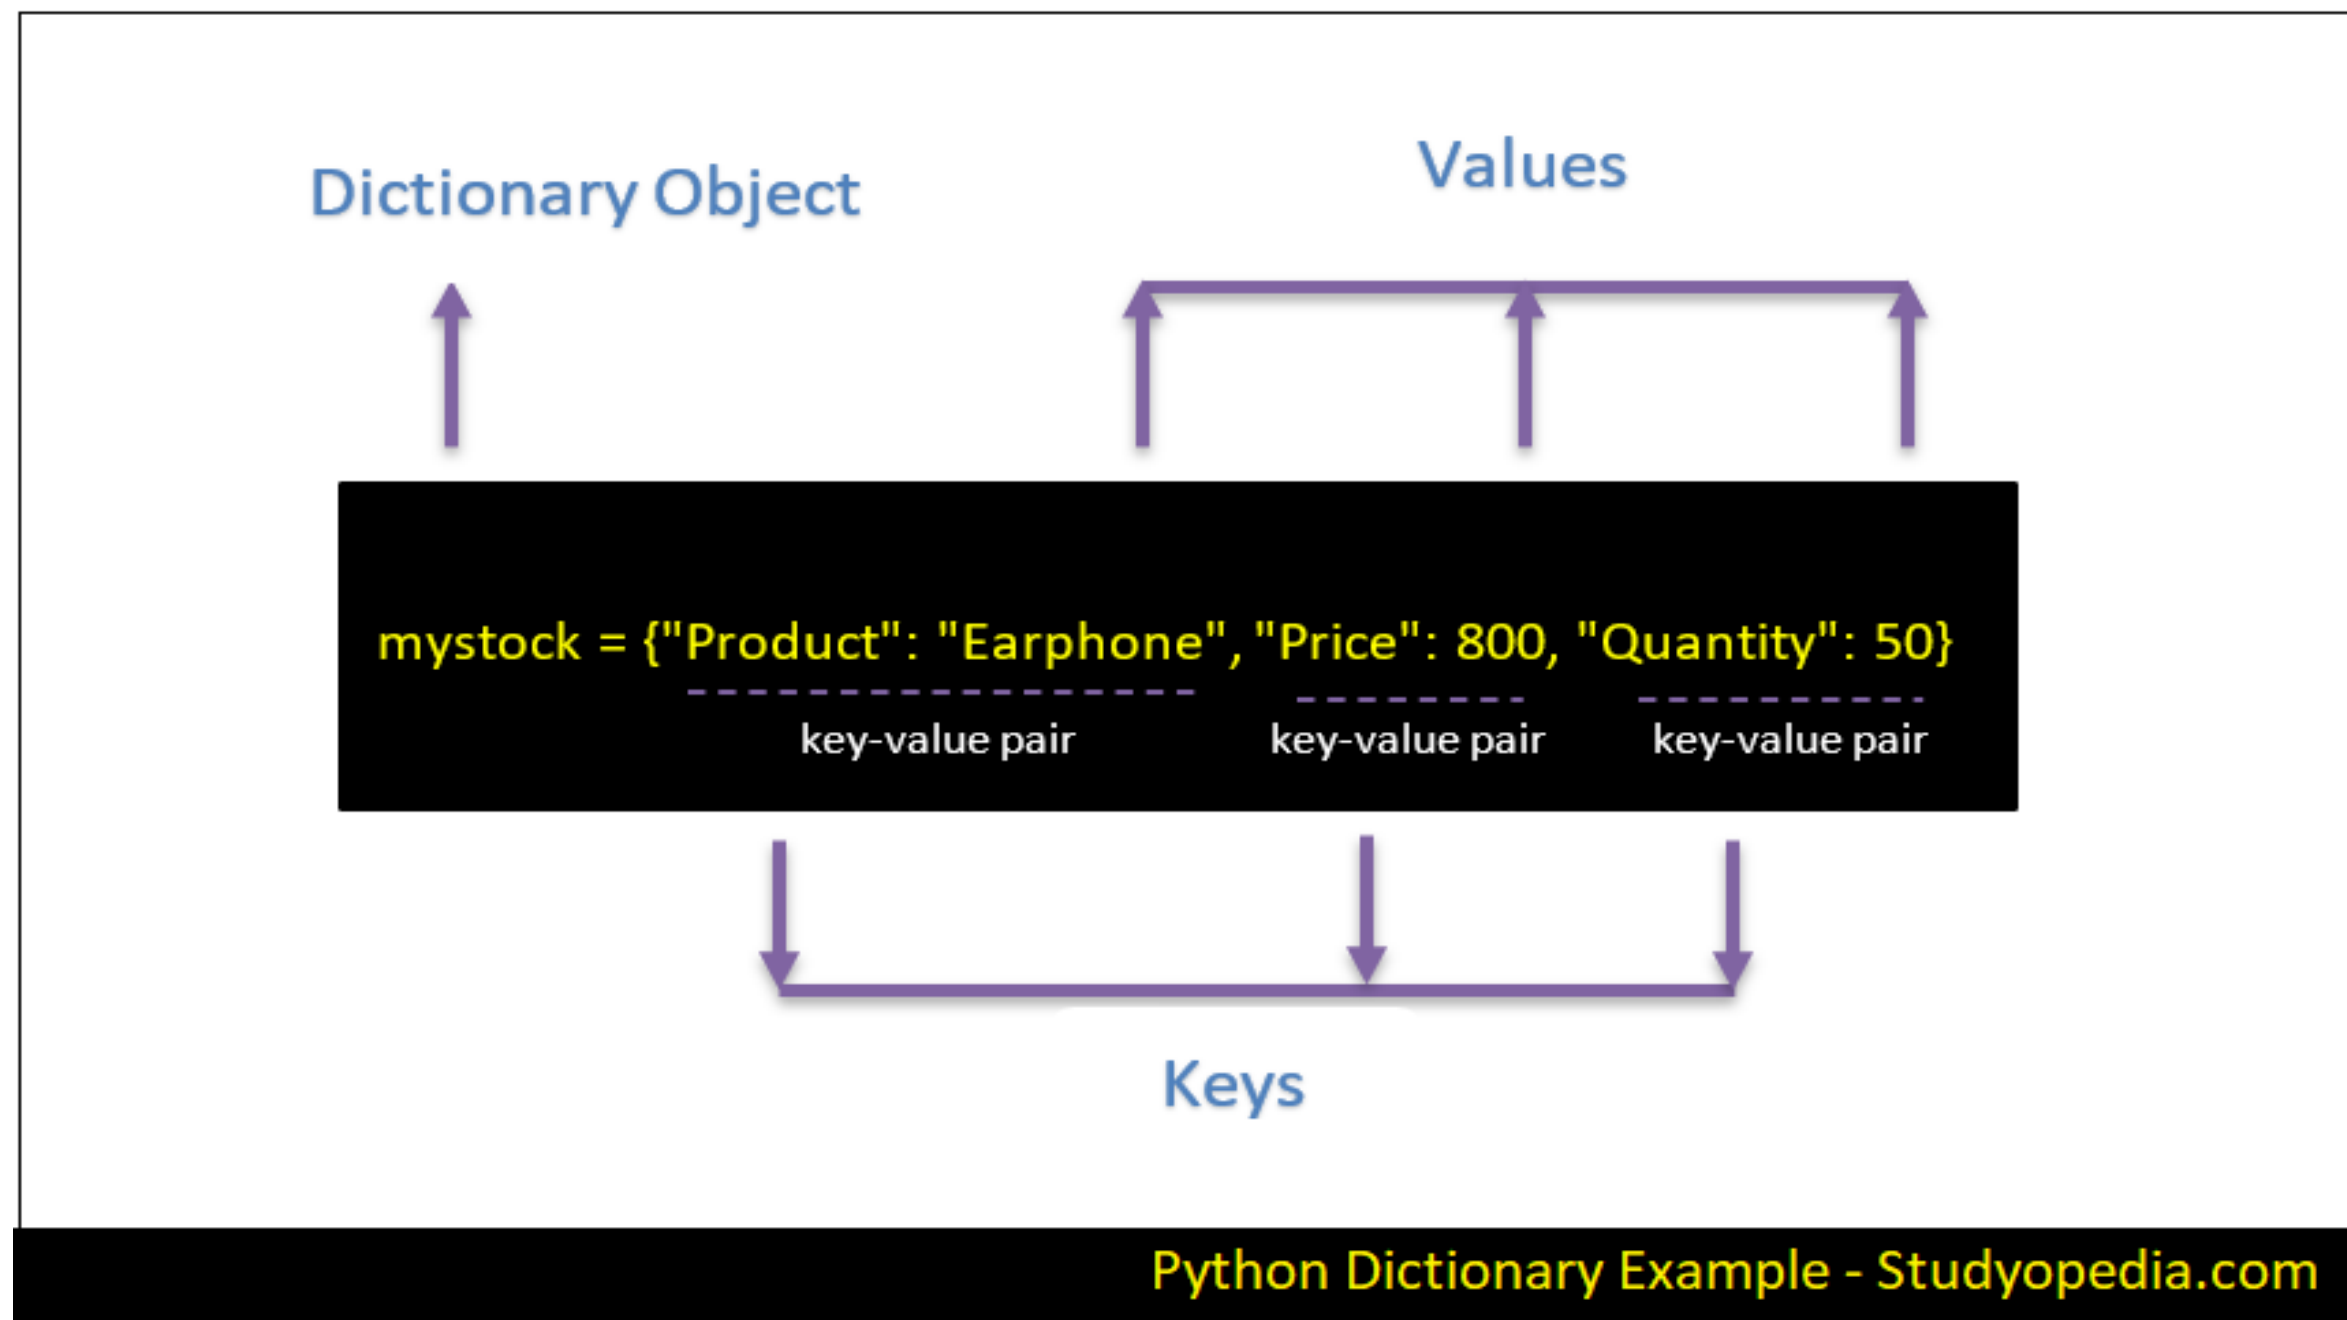 Dictionary Object
Values
mystock = {"Product": "Earphone", "Price": 800, "Quantity": 50}
key-value pair key-value pair key-value pair
Keys
Python Dictionary Example - Studyopedia.com